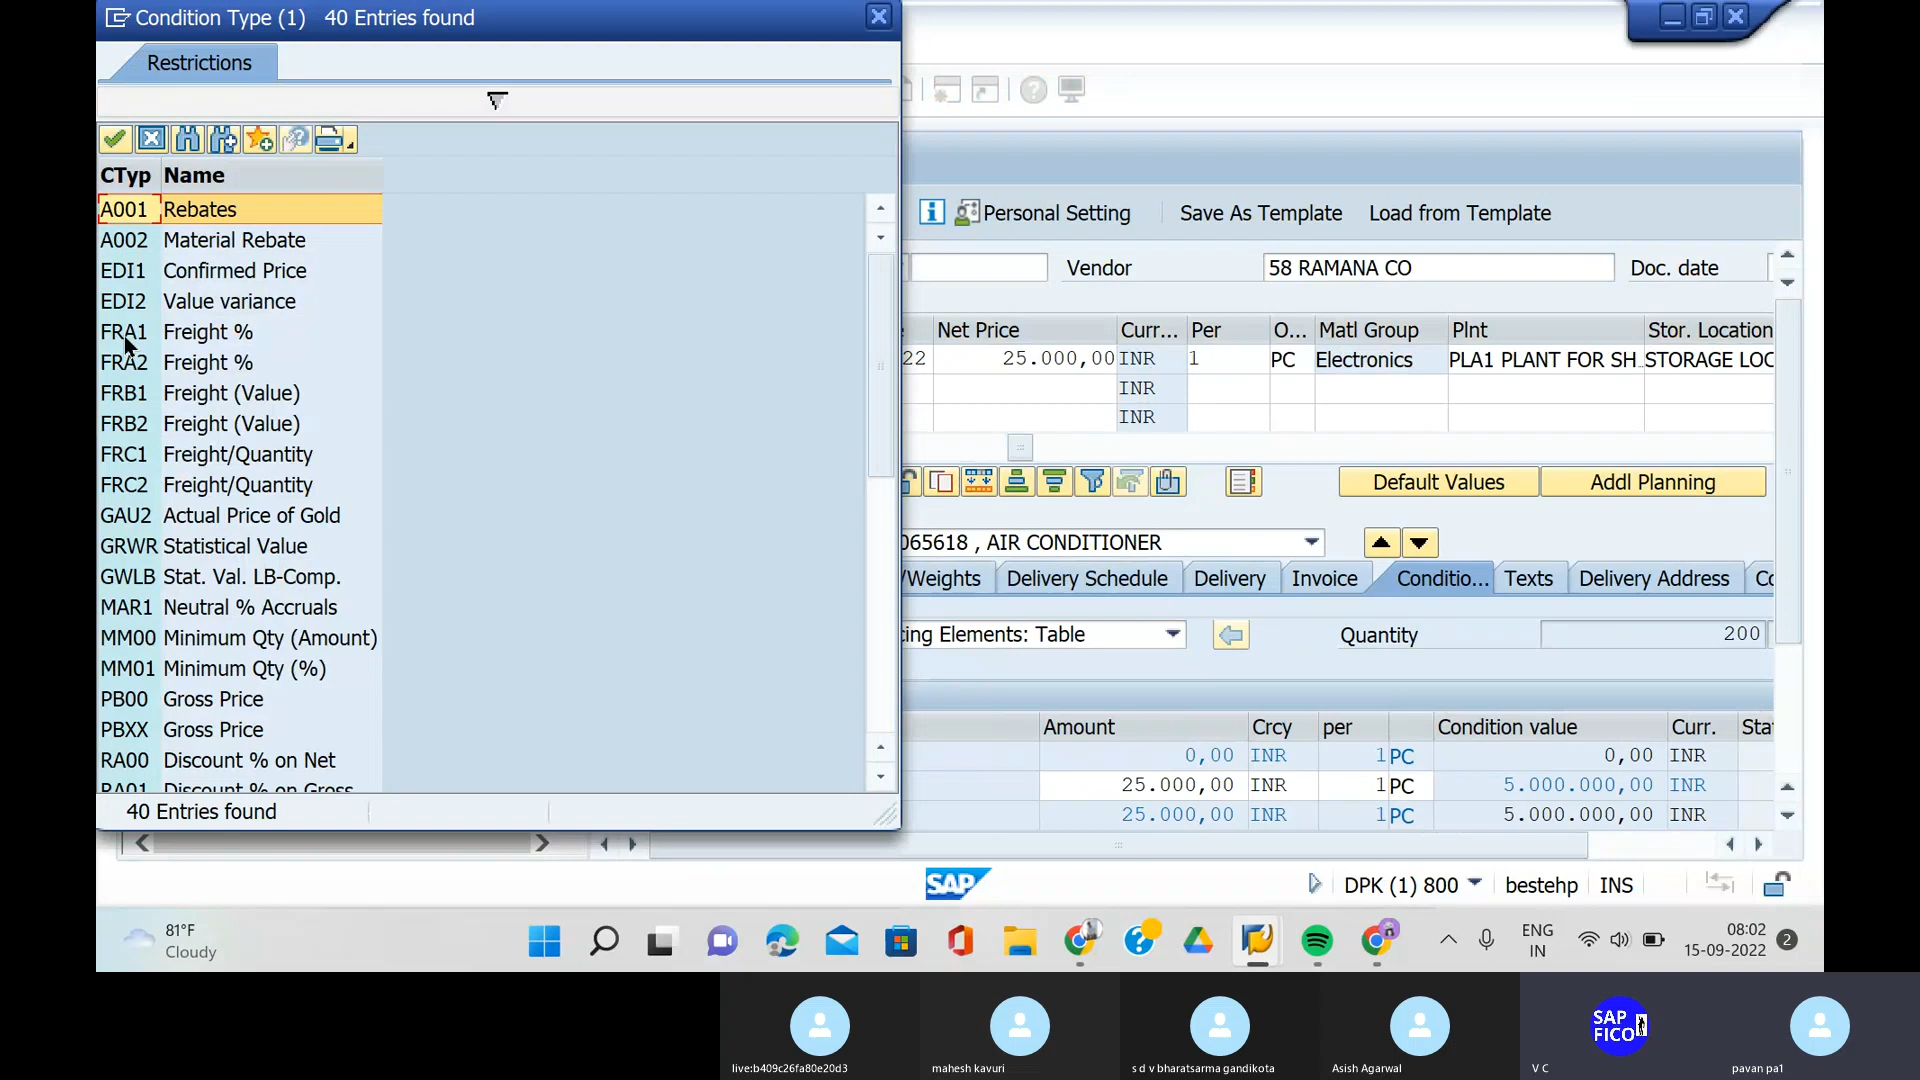 Condition Type (1)   40 Entries found
Restrictions
CTyp Name
A001 Rebates
A002 Material Rebate
EDI1 Confirmed Price
EDI2 Value variance
FRA1 Freight %
FRA2 Freight %
FRB1 Freight (Value)
FRB2 Freight (Value)
FRC1 Freight/Quantity
FRC2 Freight/Quantity
GAU2 Actual Price of Gold
GRWR Statistical Value
GWLB Stat. Val. LB-Comp.
MAR1 Neutral % Accruals
MM00 Minimum Qty (Amount)
MM01 Minimum Qty (%)
PB00 Gross Price
PBXX Gross Price
RA00 Discount % on Net
RA01 Discount % on Gross
40 Entries found
Personal Setting Save As Template Load from Template
Vendor 58 RAMANA CO Doc. date
Net Price Curr... Per O... Matl Group Plnt Stor. Location
22 25.000,00 INR 1 PC Electronics PLA1 PLANT FOR SH STORAGE LOC
INR
INR
Default Values Addl Planning
065618 , AIR CONDITIONER
/Weights Delivery Schedule Delivery Invoice Conditio... Texts Delivery Address Co
cing Elements: Table Quantity 200
Amount Crcy per Condition value Curr. Sta
0,00 INR 1 PC 0,00 INR
25.000,00 INR 1 PC 5.000.000,00 INR
25.000,00 INR 1 PC 5.000.000,00 INR
SAP DPK (1) 800 bestehp INS
81°F
Cloudy
ENG
IN
08:02
15-09-2022
2
SAP
FICO
live:b409c26fa80e20d3 mahesh kavuri s d v bharatsarma gandikota Asish Agarwal V C pavan pa1